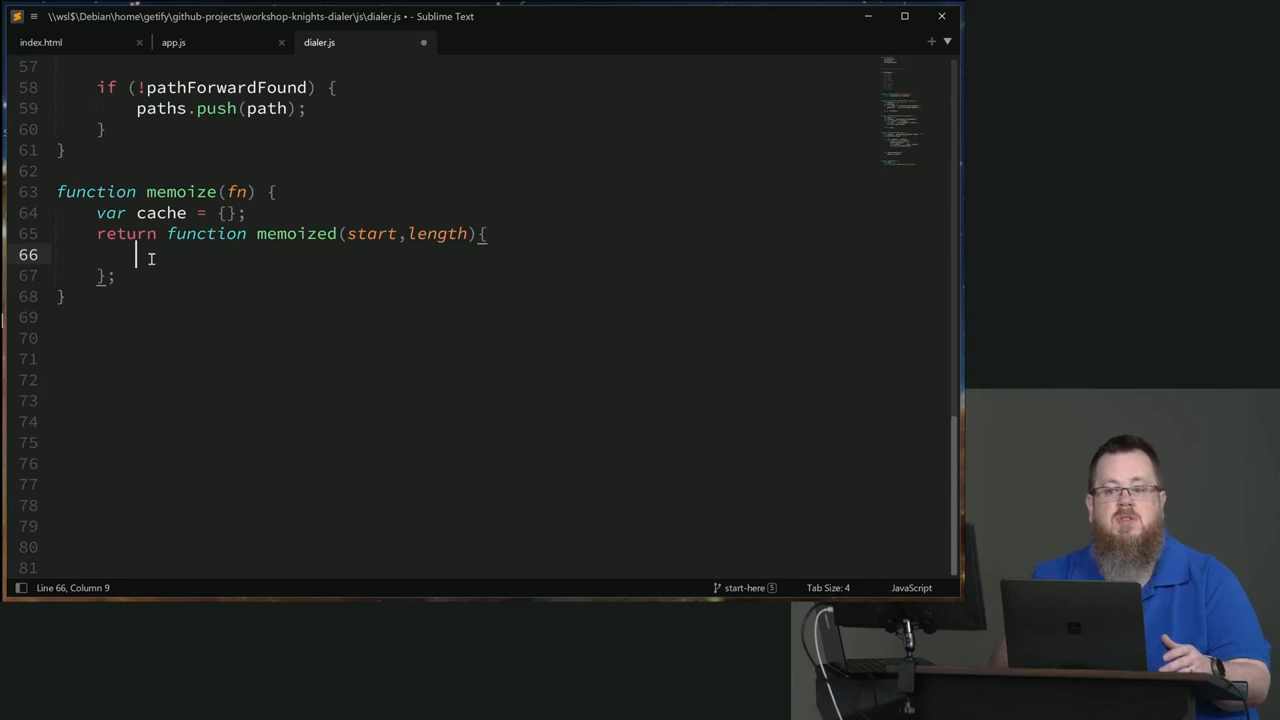 \\wsl$\Debian\home\getify\github-projects\workshop-knights-dialer\js\dialer.js • - Sublime Text
index.html
app.js
dialer.js
57
58 if (!pathForwardFound) {
59 paths.push(path);
60 }
61 }
62
63 function memoize(fn) {
64 var cache = {};
65 return function memoized(start,length){
66
67 };
68 }
69
70
71
72
73
74
75
76
77
78
79
80
81
Line 66, Column 9
start-here 5
Tab Size: 4
JavaScript